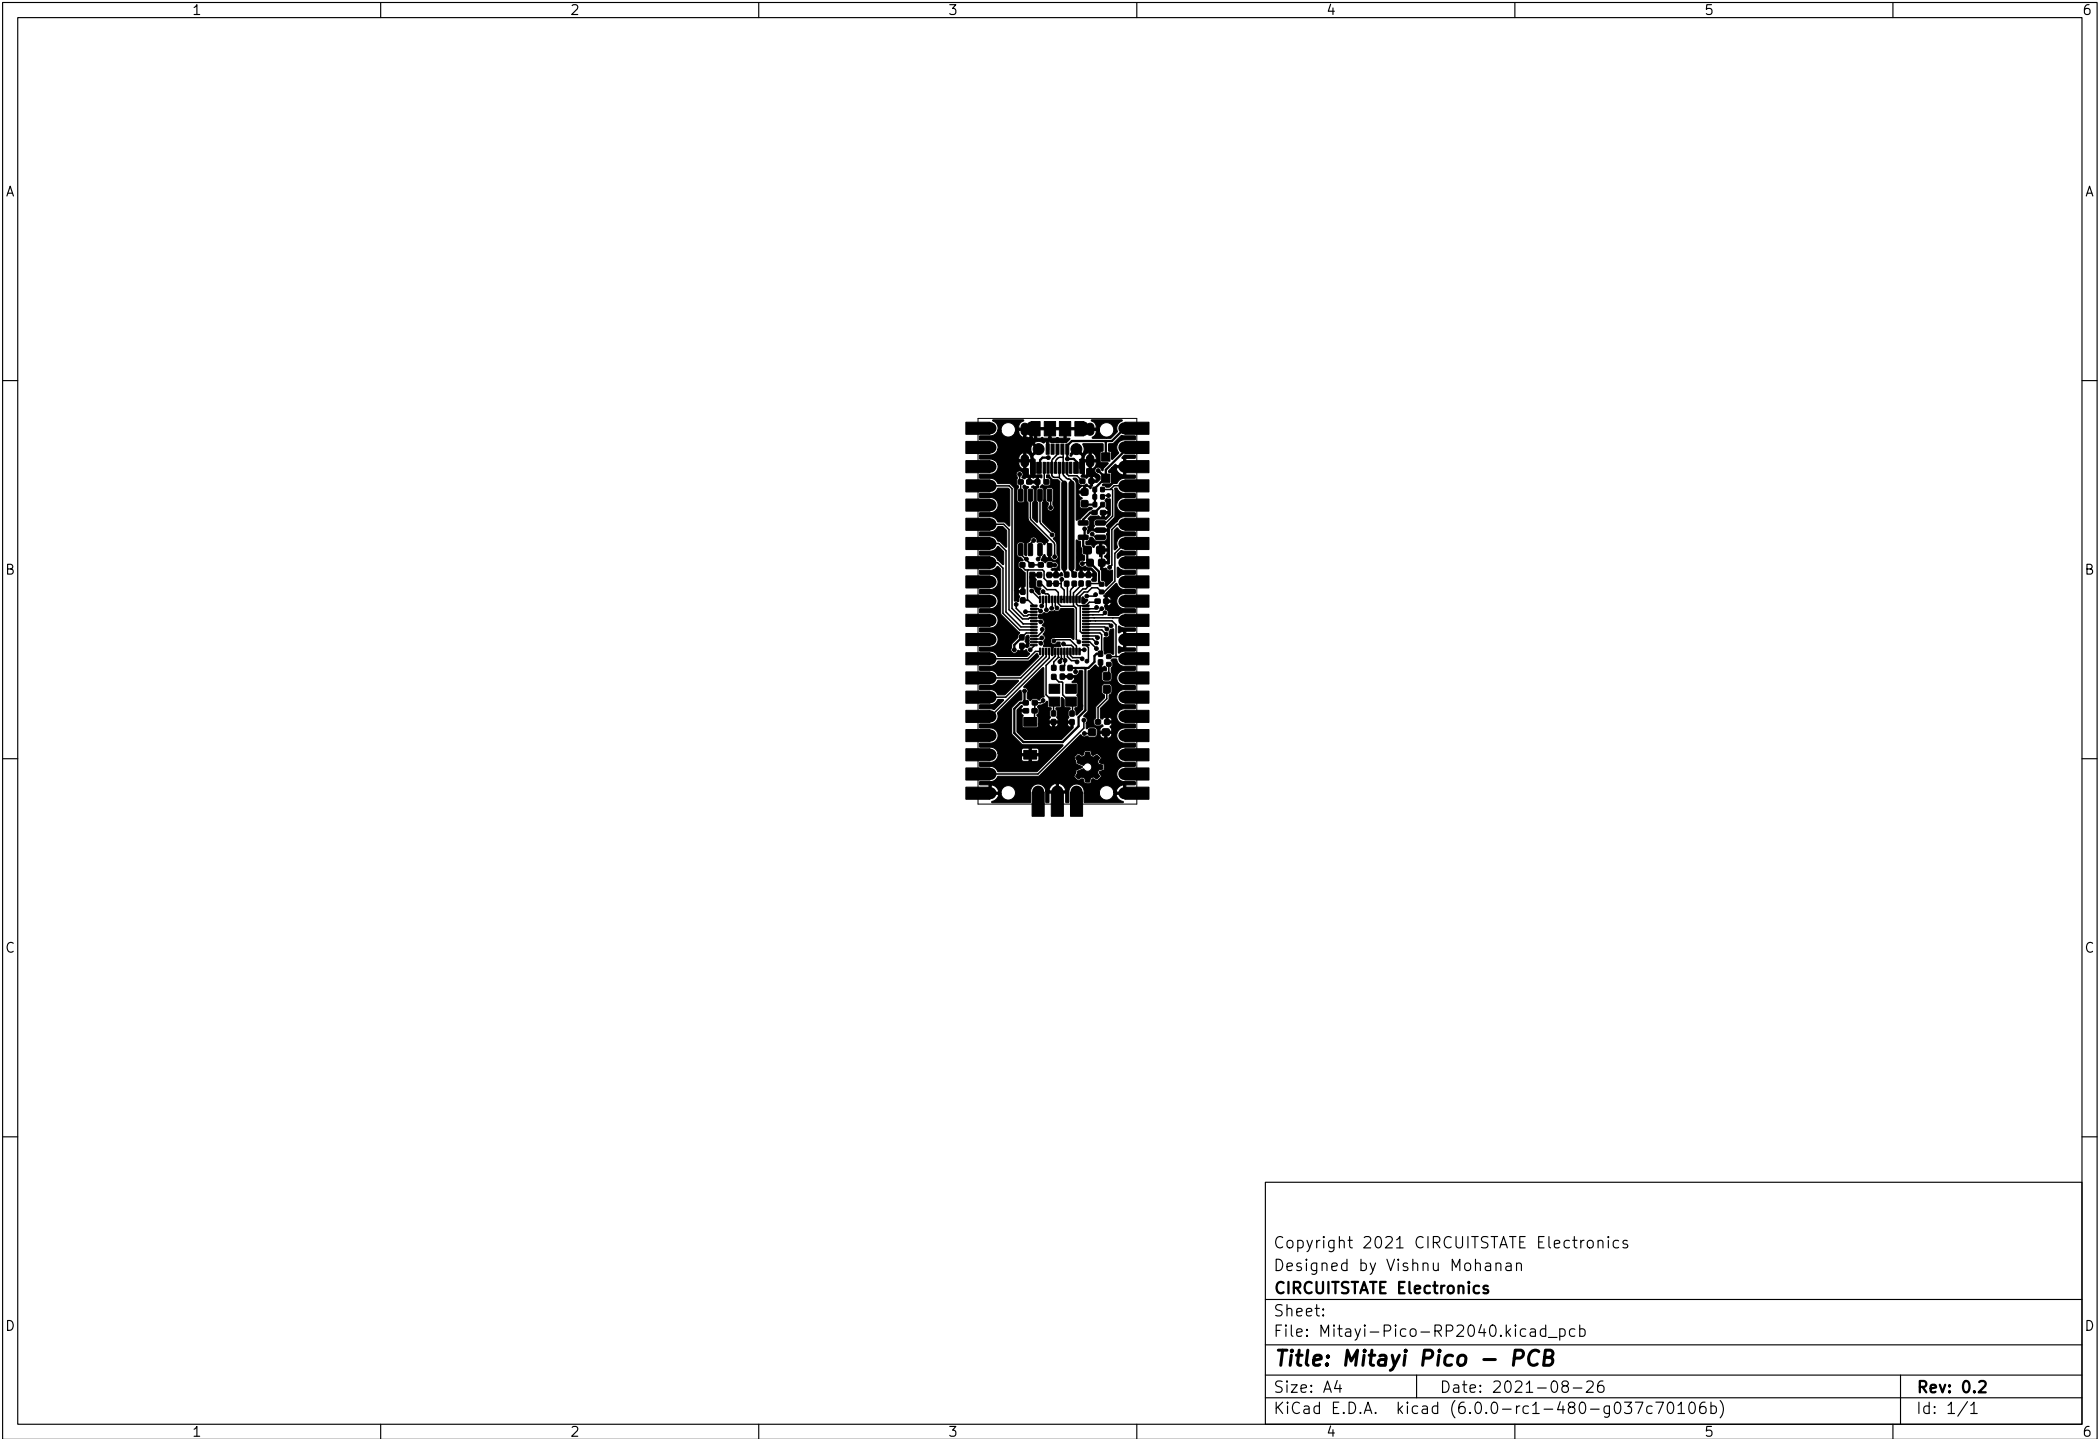 1 2 3 4 5 6
A A
B B
C C
Copyright 2021 CIRCUITSTATE Electronics
Designed by Vishnu Mohanan
CIRCUITSTATE Electronics
Sheet:
D D
File: Mitayi-Pico-RP2040.kicad_pcb
Title: Mitayi Pico – PCB
Size: A4 Date: 2021-08-26 Rev: 0.2
KiCad E.D.A. kicad (6.0.0-rc1-480-g037c70106b) Id: 1/1
1 2 3 4 5 6